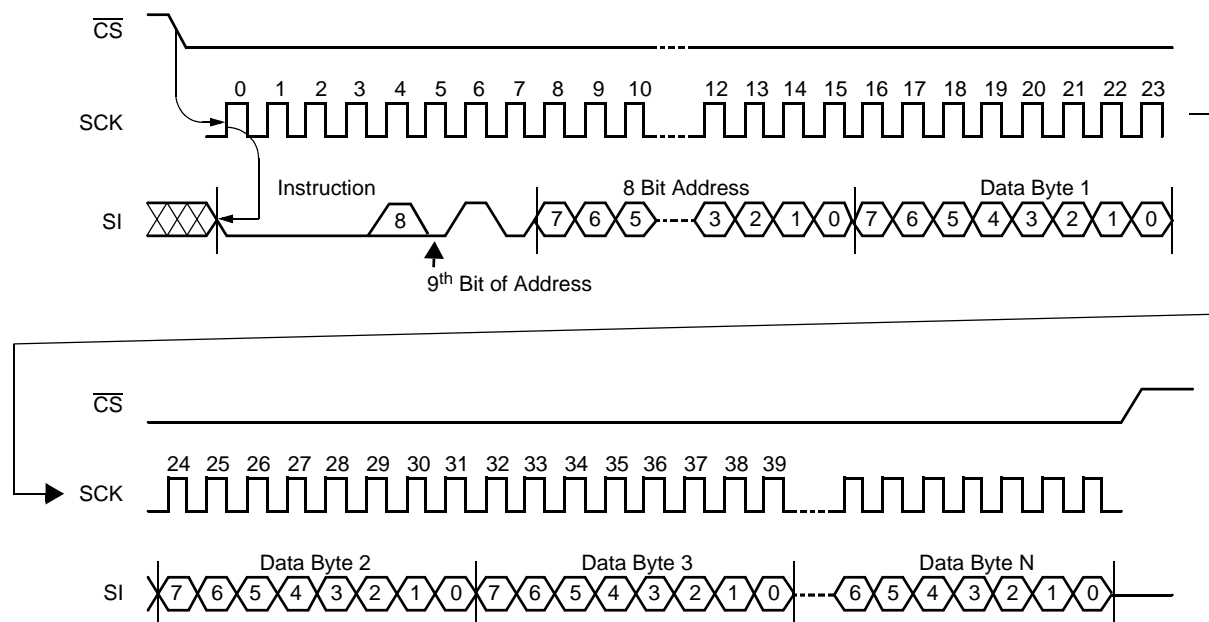 CS
0 1 2 3 4 5 6 7 8 9 10 12 13 14 15 16 17 18 19 20 21 22 23
SCK
Instruction 8 Bit Address Data Byte 1
SI 8 7 6 5 3 2 1 0 7 6 5 4 3 2 1 0
9th Bit of Address
CS
24 25 26 27 28 29 30 31 32 33 34 35 36 37 38 39
SCK
Data Byte 2 Data Byte 3 Data Byte N
SI 7 6 5 4 3 2 1 0 7 6 5 4 3 2 1 0 6 5 4 3 2 1 0